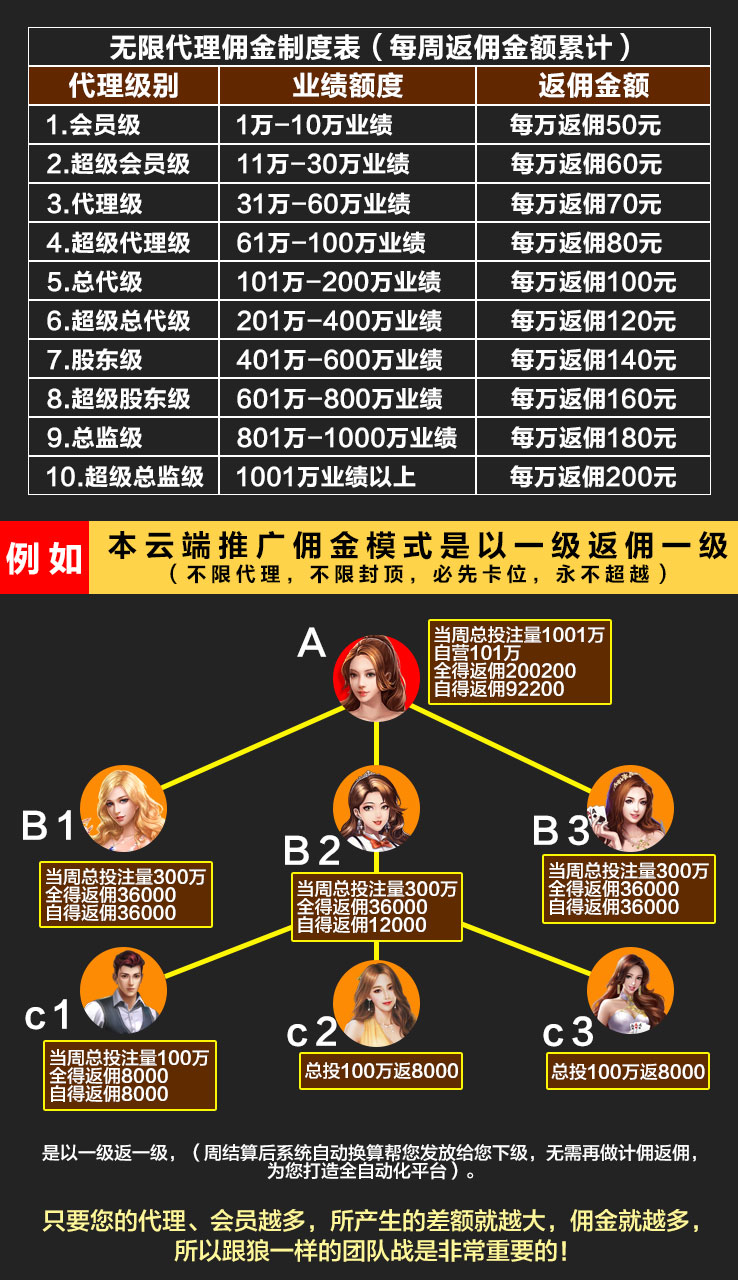 无限代理佣金制度表（每周返佣金额累计）
代理级别 业绩额度 返佣金额
1.会员级 1万-10万业绩 每万返佣50元
2.超级会员级 11万-30万业绩 每万返佣60元
3.代理级 31万-60万业绩 每万返佣70元
4.超级代理级 61万-100万业绩 每万返佣80元
5.总代级 101万-200万业绩 每万返佣100元
6.超级总代级 201万-400万业绩 每万返佣120元
7.股东级 401万-600万业绩 每万返佣140元
8.超级股东级 601万-800万业绩 每万返佣160元
9.总监级 801万-1000万业绩 每万返佣180元
10.超级总监级 1001万业绩以上 每万返佣200元
例如
本云端推广佣金模式是以一级返佣一级
（不限代理，不限封顶，必先卡位，永不超越）
A
当周总投注量1001万
自营101万
全得返佣200200
自得返佣92200
B1
当周总投注量300万
全得返佣36000
自得返佣36000
B2
当周总投注量300万
全得返佣36000
自得返佣12000
B3
当周总投注量300万
全得返佣36000
自得返佣36000
c1
当周总投注量100万
全得返佣8000
自得返佣8000
c2
总投100万返8000
c3
总投100万返8000
是以一级返一级，（周结算后系统自动换算帮您发放给您下级，无需再做计佣返佣，
为您打造全自动化平台）。
只要您的代理、会员越多，所产生的差额就越大，佣金就越多，
所以跟狼一样的团队战是非常重要的！